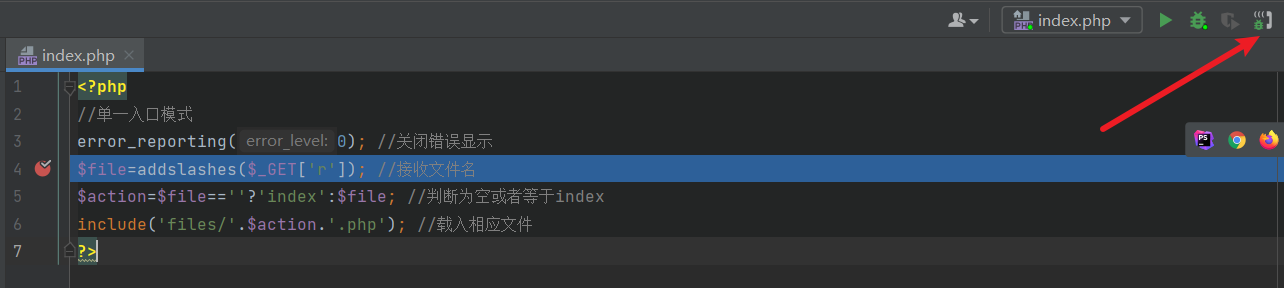 index.php
index.php
1 <?php
2 //单一入口模式
3 error_reporting( error_level: 0); //关闭错误显示
4 $file=addslashes($_GET['r']); //接收文件名
5 $action=$file==''?'index':$file; //判断为空或者等于index
6 include('files/'.$action.'.php'); //载入相应文件
7 ?>
PHP
PHP
PS